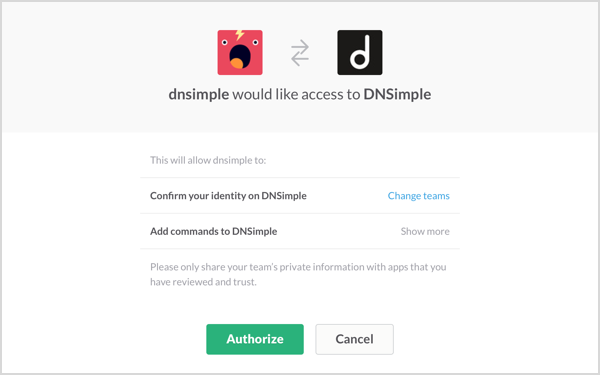 d
dnsimple would like access to DNSimple
This will allow dnsimple to:
Confirm your identity on DNSimple Change teams
Add commands to DNSimple Show more
Please only share your team's private information with apps that you
have reviewed and trust.
Authorize Cancel